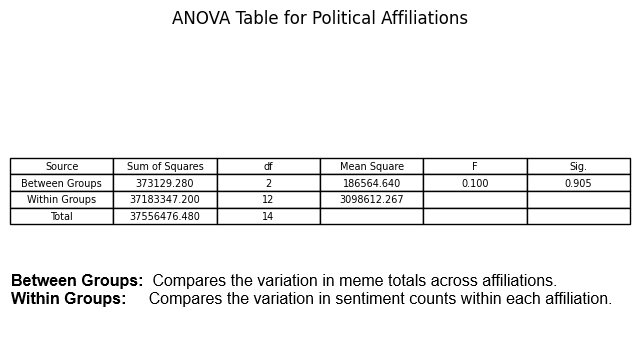 ANOVA Table for Political Affiliations
Source Sum of Squares df Mean Square F Sig.
Between Groups 373129.280 2 186564.640 0.100 0.905
Within Groups 37183347.200 12 3098612.267
Total 37556476.480 14
Between Groups: Compares the variation in meme totals across affiliations.
Within Groups: Compares the variation in sentiment counts within each affiliation.